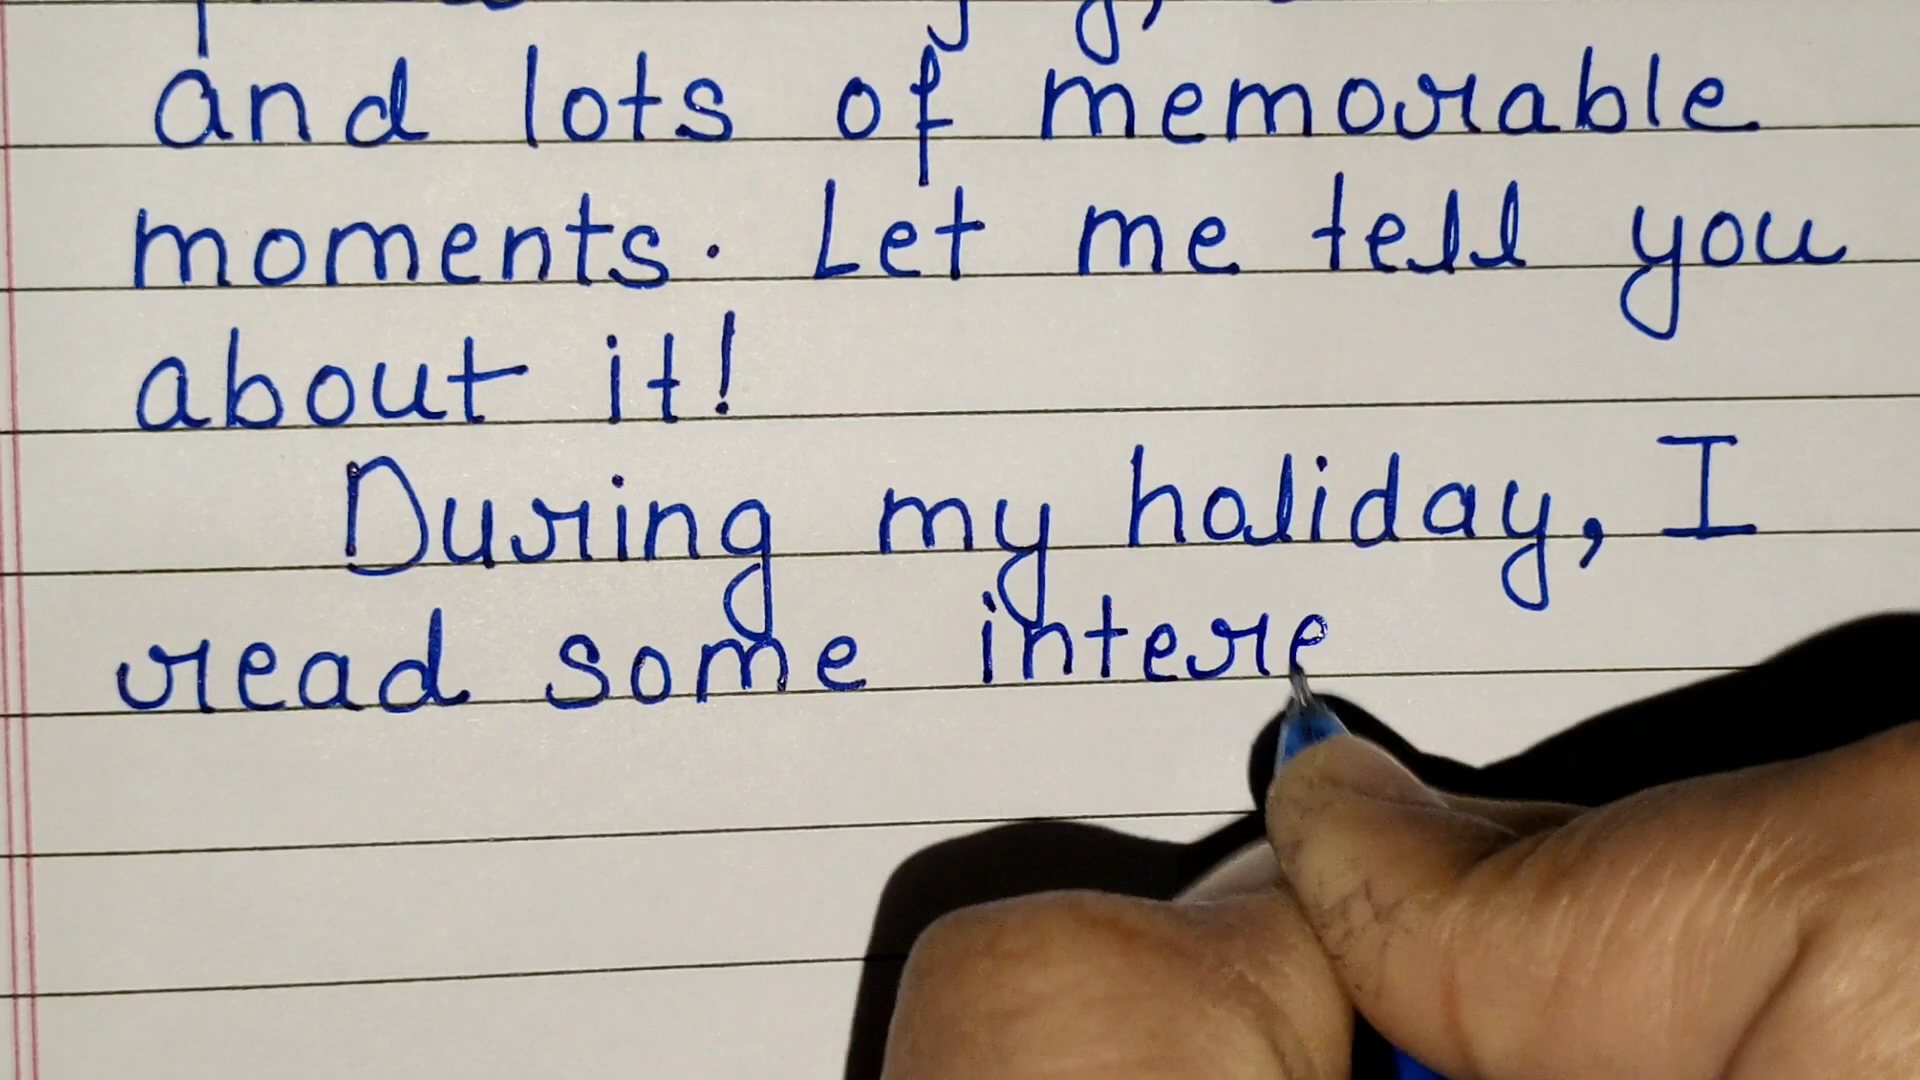 and lots of memorable
moments. Let me tell you
about it!
During my holiday, I
read some intere